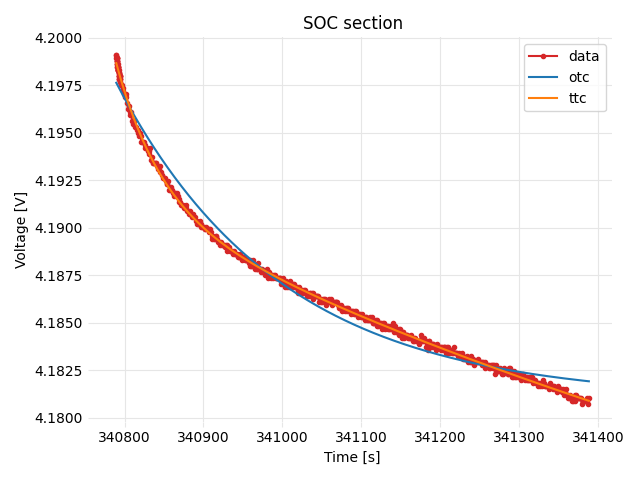 SOC section
Voltage [V]
4.2000
4.1975
4.1950
4.1925
4.1900
4.1875
4.1850
4.1825
4.1800
data
otc
ttc
340800 340900 341000 341100 341200 341300 341400
Time [s]